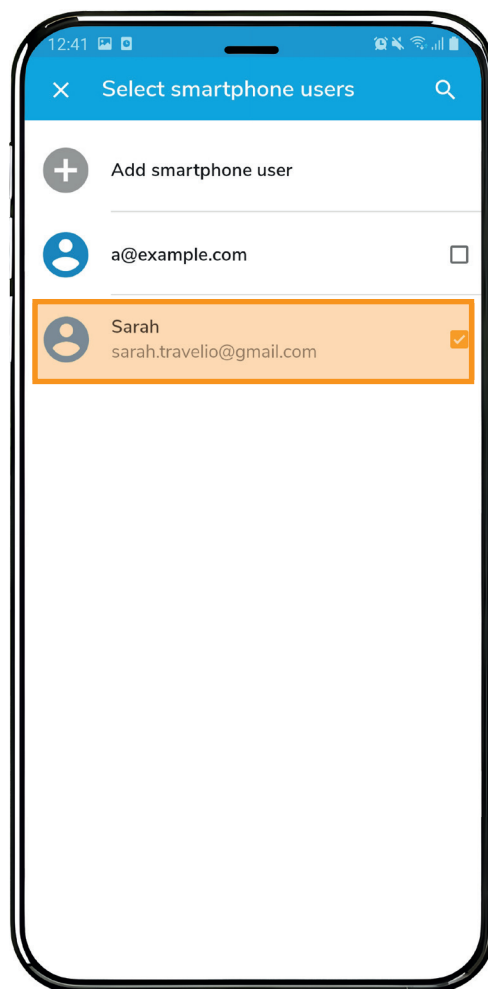 12:41
Select smartphone users
Add smartphone user
a@example.com
Sarah
sarah.travelio@gmail.com